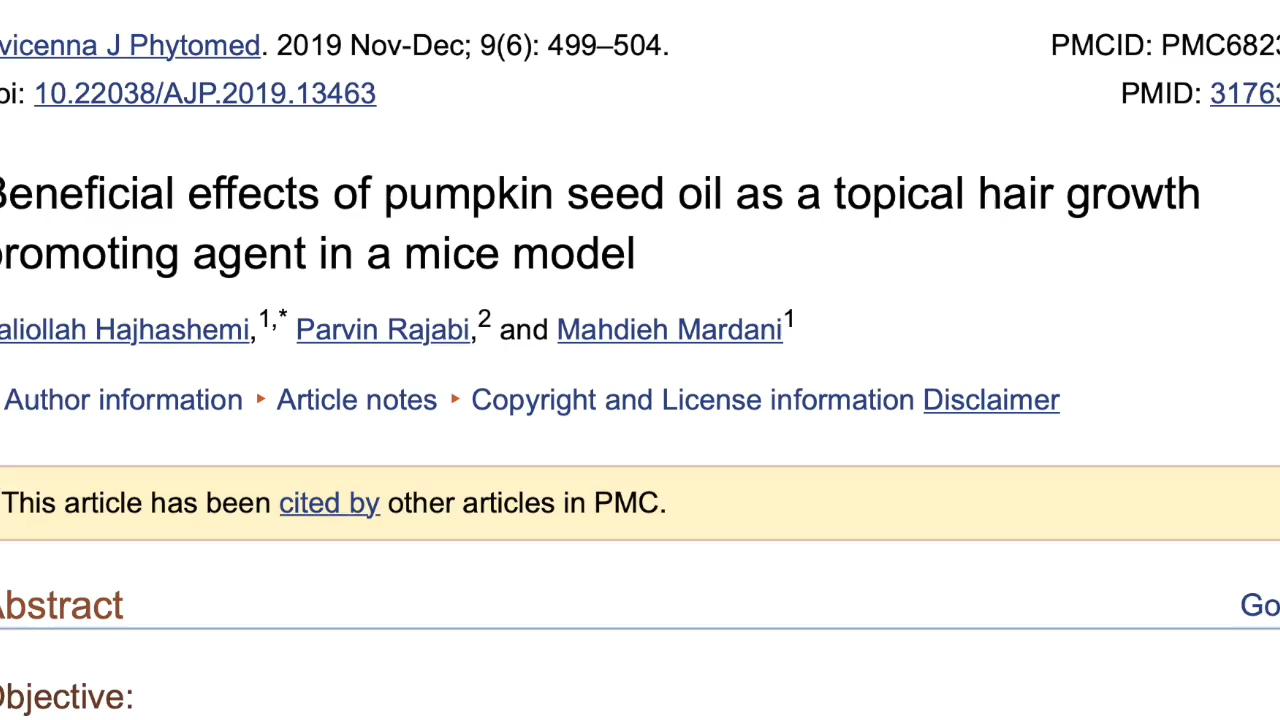 vicenna J Phytomed. 2019 Nov-Dec; 9(6): 499–504. PMCID: PMC6823
oi: 10.22038/AJP.2019.13463 PMID: 31763
Beneficial effects of pumpkin seed oil as a topical hair growth
promoting agent in a mice model
aliollah Hajhashemi,1,* Parvin Rajabi,2 and Mahdieh Mardani1
Author information ‣ Article notes ‣ Copyright and License information Disclaimer
This article has been cited by other articles in PMC.
Abstract Go
Objective: